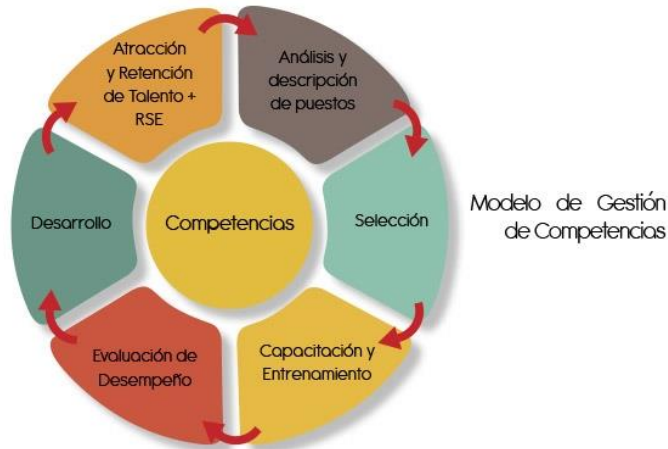 Atracción
y Retención
de Talento +
RSE
Análisis y
descripción
de puestos
Desarrollo
Competencias
Selección
Modelo de Gestión
de Competencias
Evaluación de
Desempeño
Capacitación y
Entrenamiento